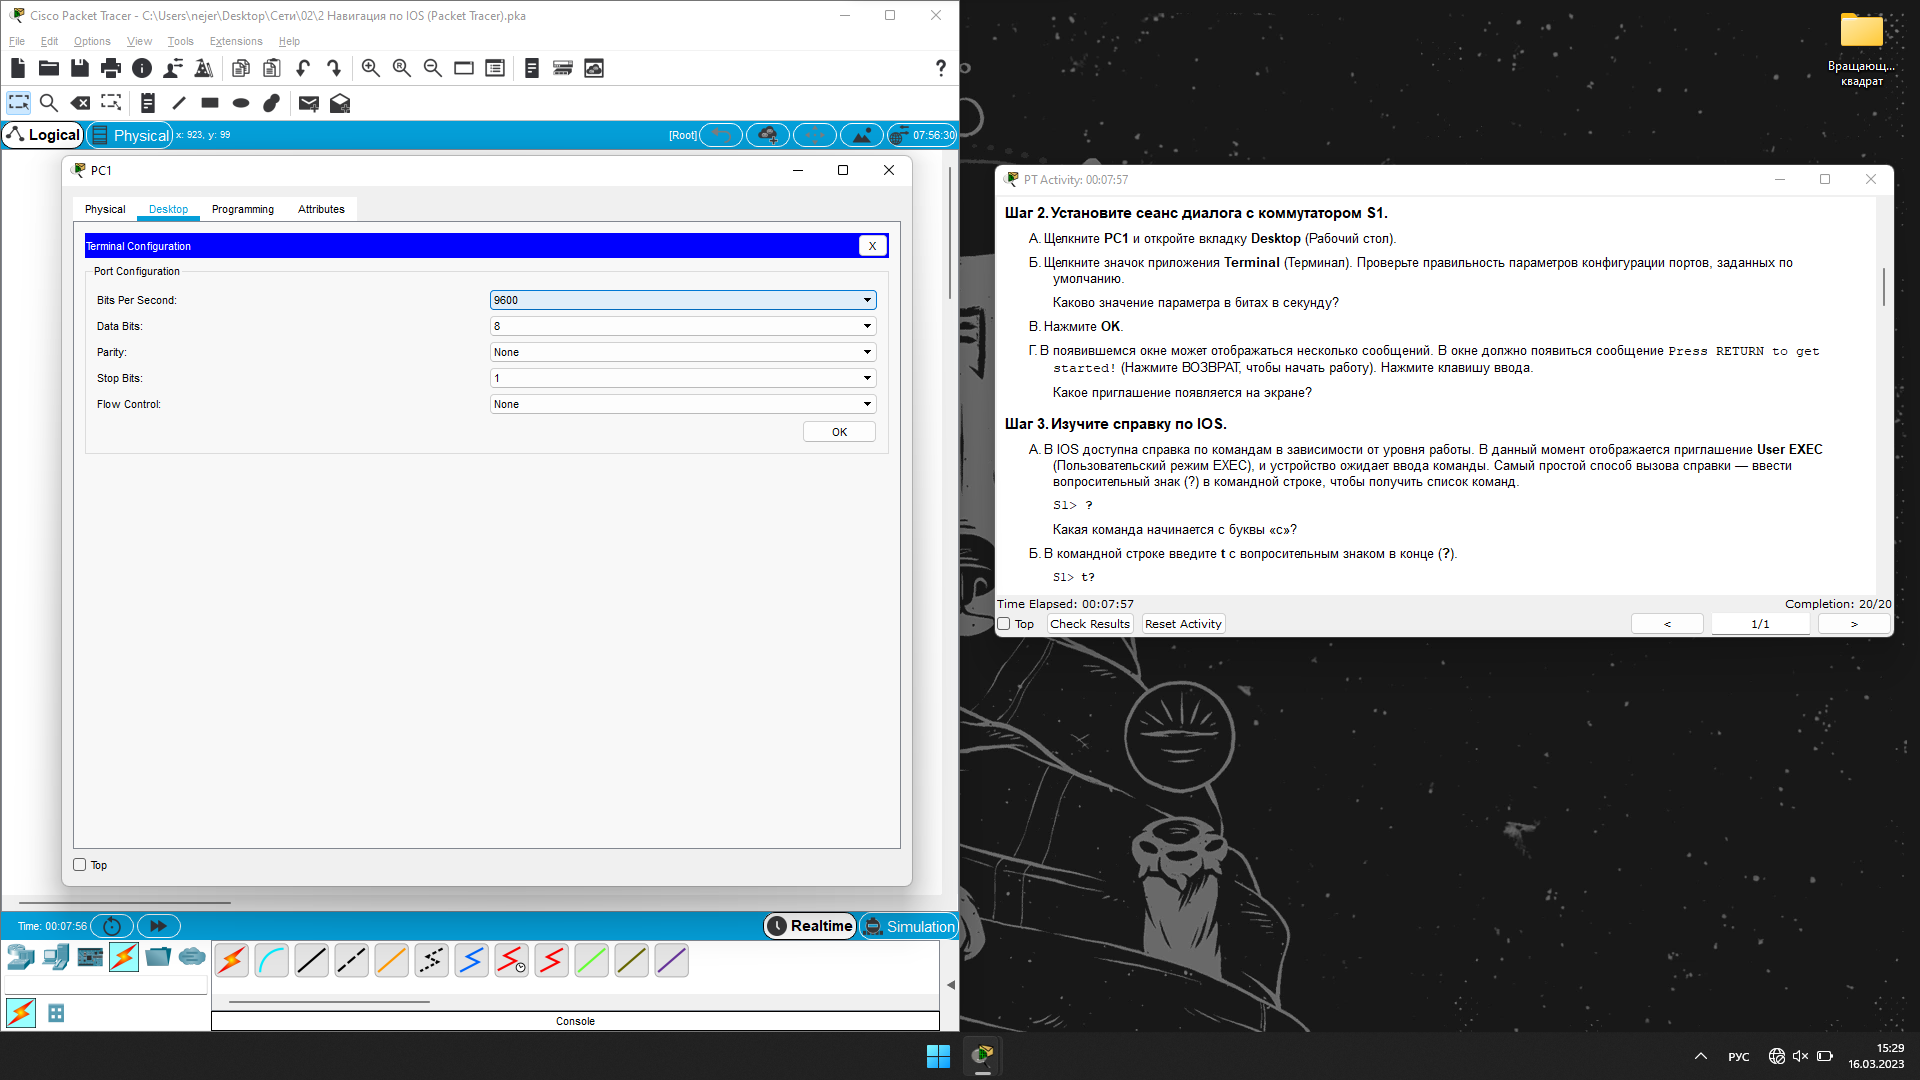 Cisco Packet Tracer - C:\Users\nejer\Desktop\Сети\02\2 Навигация по IOS (Packet Tracer).pka
File Edit Options View Tools Extensions Help
Logical Physical x: 923, y: 99 [Root] 07:56:30
PC1
Physical Desktop Programming Attributes
Terminal Configuration X
Port Configuration
Bits Per Second: 9600
Data Bits: 8
Parity: None
Stop Bits: 1
Flow Control: None
OK
Top
Time: 00:07:56 Realtime Simulation
Console
Вращающ...
квадрат
PT Activity: 00:07:57
Шаг 2. Установите сеанс диалога с коммутатором S1.
А. Щелкните PC1 и откройте вкладку Desktop (Рабочий стол).
Б. Щелкните значок приложения Terminal (Терминал). Проверьте правильность параметров конфигурации портов, заданных по
умолчанию.
Каково значение параметра в битах в секунду?
В. Нажмите OK.
Г. В появившемся окне может отображаться несколько сообщений. В окне должно появиться сообщение Press RETURN to get
started! (Нажмите ВОЗВРАТ, чтобы начать работу). Нажмите клавишу ввода.
Какое приглашение появляется на экране?
Шаг 3. Изучите справку по IOS.
А. В IOS доступна справка по командам в зависимости от уровня работы. В данный момент отображается приглашение User EXEC
(Пользовательский режим EXEC), и устройство ожидает ввода команды. Самый простой способ вызова справки — ввести
вопросительный знак (?) в командной строке, чтобы получить список команд.
S1> ?
Какая команда начинается с буквы «с»?
Б. В командной строке введите t с вопросительным знаком в конце (?).
S1> t?
Time Elapsed: 00:07:57 Completion: 20/20
Top Check Results Reset Activity < 1/1 >
РУС
15:29
16.03.2023